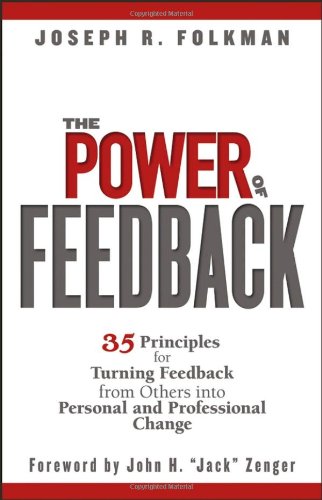 JOSEPH R. FOLKMAN
THE
POWER OF
FEEDBACK
35 Principles
for
Turning Feedback
from Others into
Personal and Professional
Change
Foreword by John H. "Jack" Zenger